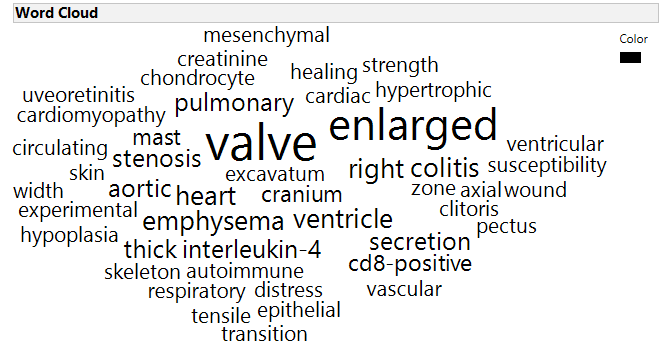 Word Cloud
mesenchymal
Color
creatinine
chondrocyte healing strength
uveoretinitis pulmonary cardiac hypertrophic
cardiomyopathy
valve enlarged
circulating mast ventricular
stenosis right colitis susceptibility
skin excavatum
width aortic heart cranium zone axial wound
experimental emphysema ventricle clitoris
hypoplasia pectus
thick interleukin-4 secretion
skeleton autoimmune cd8-positive
respiratory distress vascular
tensile epithelial
transition